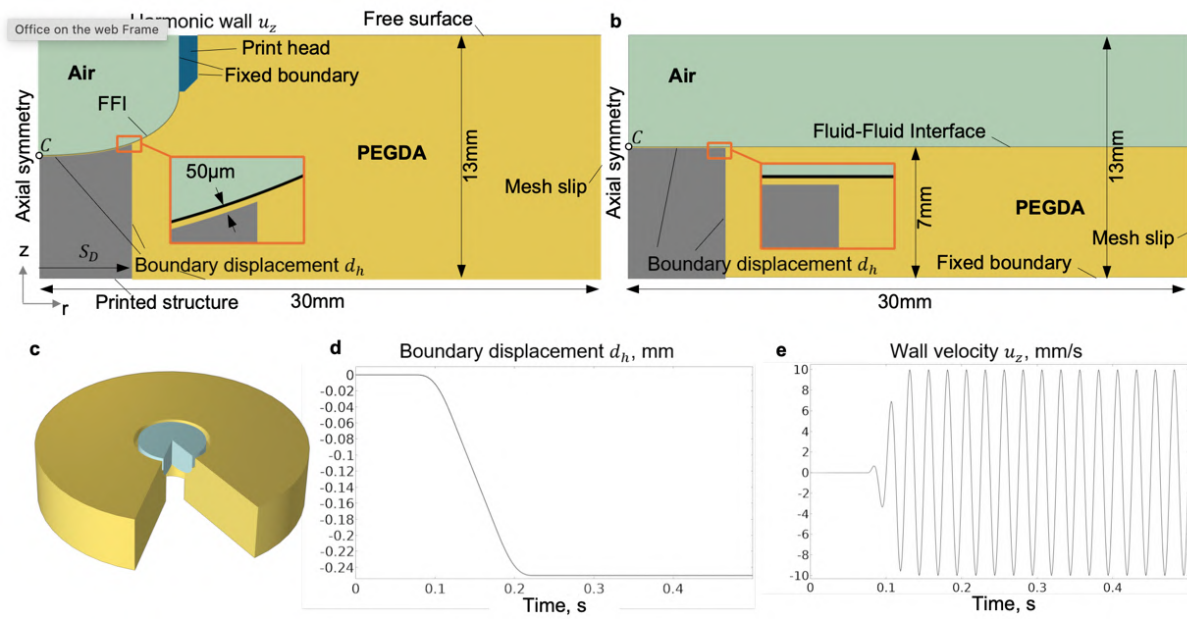 Office on the web Frame
Harmonic wall u_z
Free surface
Print head
Fixed boundary
Air
FFI
C
Axial symmetry
50μm
PEGDA
13mm
Mesh slip
S_D
Boundary displacement d_h
z
r
Printed structure
30mm
b
Air
C
Axial symmetry
Fluid-Fluid Interface
13mm
7mm
PEGDA
Mesh slip
Boundary displacement d_h
Fixed boundary
30mm
c
d
Boundary displacement d_h, mm
0
-0.02
-0.04
-0.06
-0.08
-0.1
-0.12
-0.14
-0.16
-0.18
-0.2
-0.22
-0.24
0 0.1 0.2 0.3 0.4
Time, s
e
Wall velocity u_z, mm/s
10
8
6
4
2
0
-2
-4
-6
-8
-10
0 0.1 0.2 0.3 0.4
Time, s